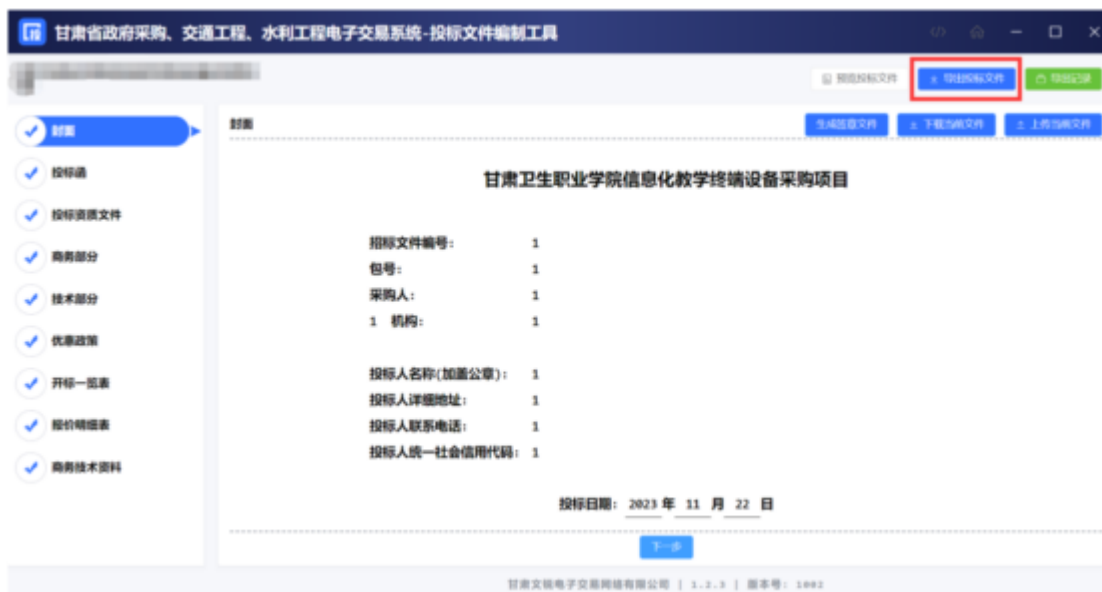 甘肃省政府采购、交通工程、水利工程电子交易系统-投标文件编制工具
预览投标文件 导出投标文件 导出记录
封面 封面 生成签章文件 下载当前文件 上传当前文件
投标函
投标资质文件
商务部分
技术部分
优惠政策
开标一览表
报价明细表
商务技术资料
甘肃卫生职业学院信息化教学终端设备采购项目
招标文件编号: 1
包号: 1
采购人: 1
1 机构: 1
投标人名称(加盖公章): 1
投标人详细地址: 1
投标人联系电话: 1
投标人统一社会信用代码: 1
投标日期: 2023 年 11 月 22 日
下一步
甘肃文锐电子交易网络有限公司 | 1.2.3 | 版本号: 1002